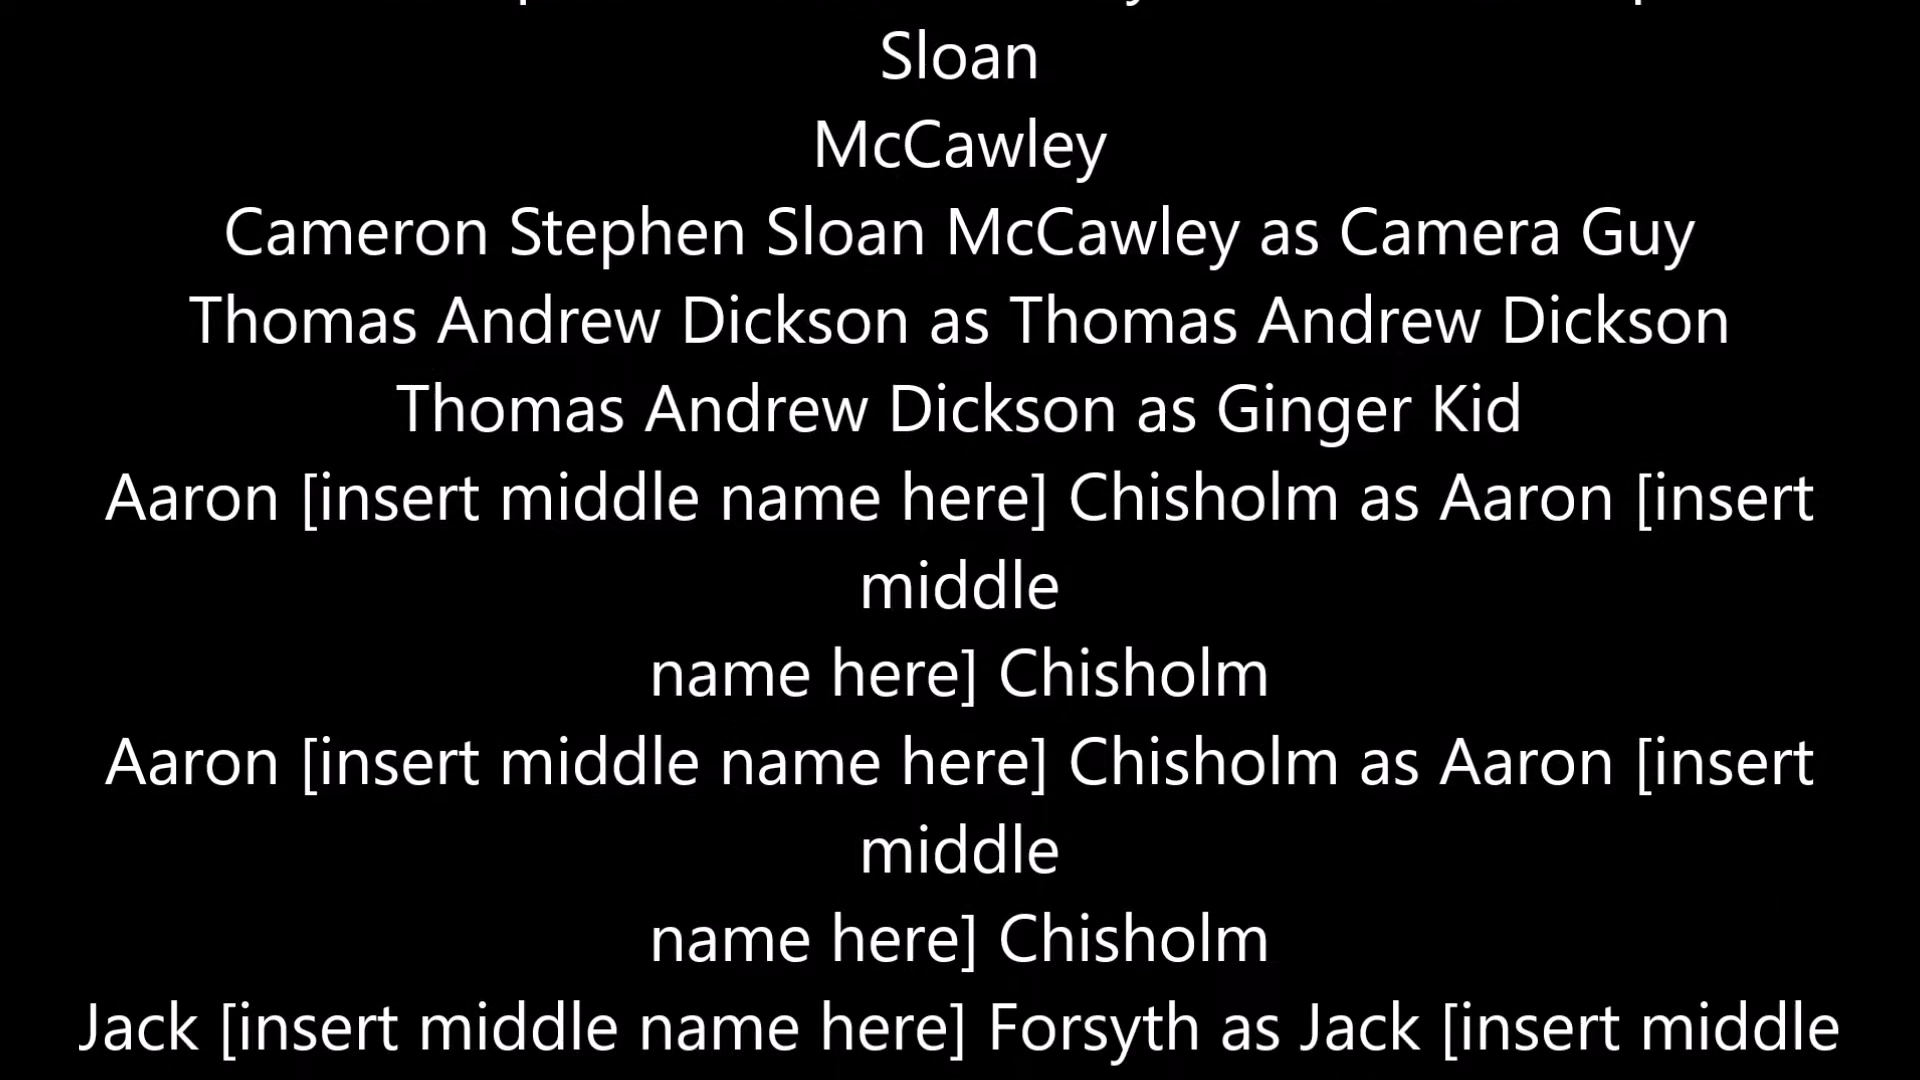 Sloan
McCawley
Cameron Stephen Sloan McCawley as Camera Guy
Thomas Andrew Dickson as Thomas Andrew Dickson
Thomas Andrew Dickson as Ginger Kid
Aaron [insert middle name here] Chisholm as Aaron [insert
middle
name here] Chisholm
Aaron [insert middle name here] Chisholm as Aaron [insert
middle
name here] Chisholm
Jack [insert middle name here] Forsyth as Jack [insert middle